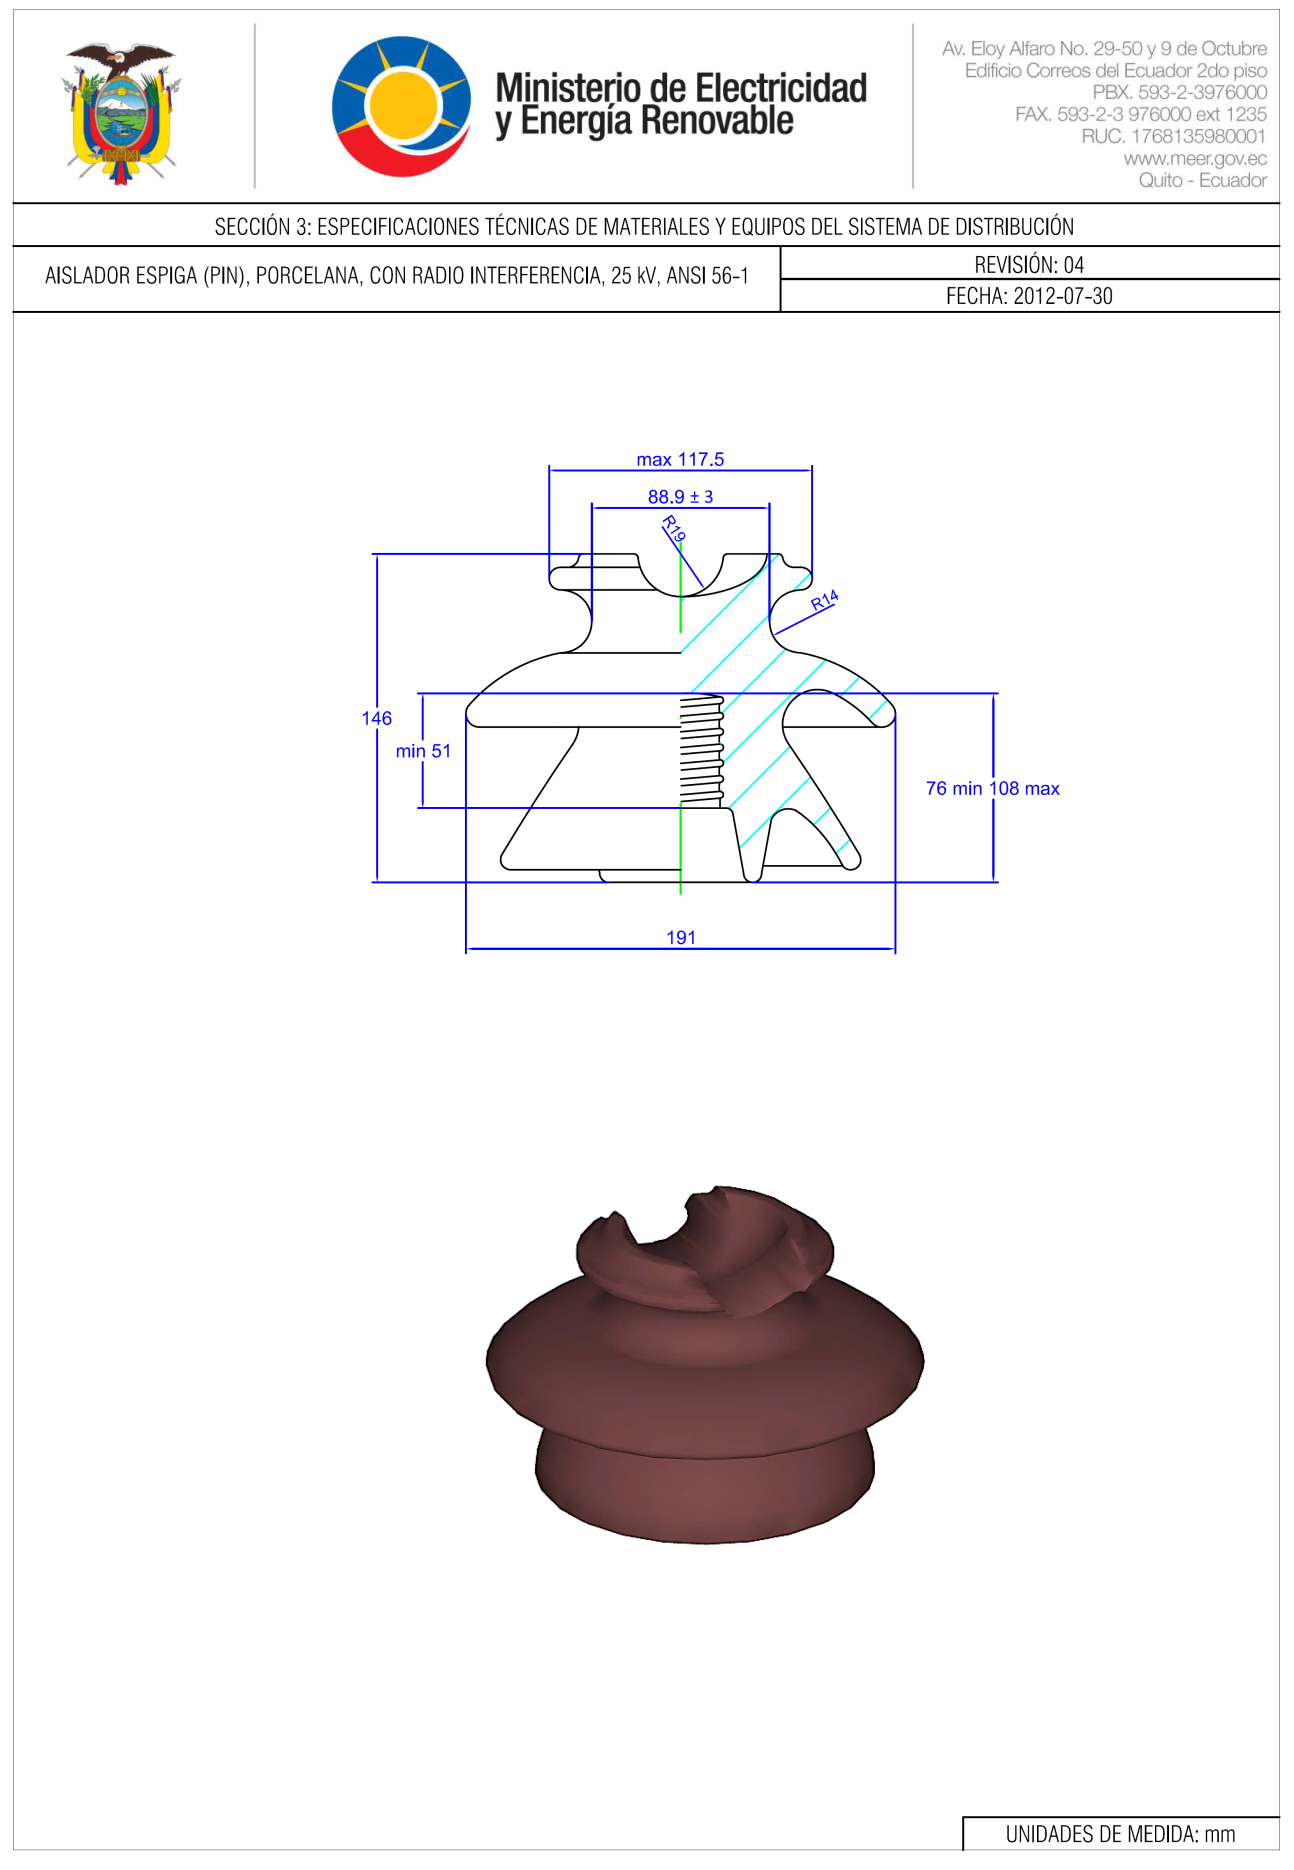 Ministerio de Electricidad
y Energía Renovable
Av. Eloy Alfaro No. 29-50 y 9 de Octubre
Edificio Correos del Ecuador 2do piso
PBX. 593-2-3976000
FAX. 593-2-3 976000 ext 1235
RUC. 1768135980001
www.meer.gov.ec
Quito - Ecuador
SECCIÓN 3: ESPECIFICACIONES TÉCNICAS DE MATERIALES Y EQUIPOS DEL SISTEMA DE DISTRIBUCIÓN
AISLADOR ESPIGA (PIN), PORCELANA, CON RADIO INTERFERENCIA, 25 kV, ANSI 56-1
REVISIÓN: 04
FECHA: 2012-07-30
max 117.5
88.9 ± 3
R19
R14
146
min 51
76 min 108 max
191
UNIDADES DE MEDIDA: mm